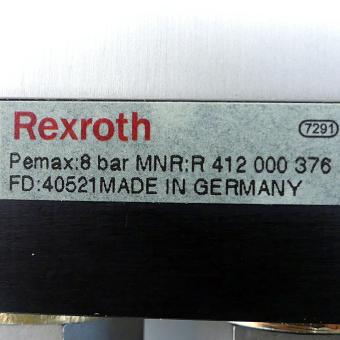 Rexroth 7291
Pemax:8 bar MNR:R 412 000 376
FD:40521MADE IN GERMANY